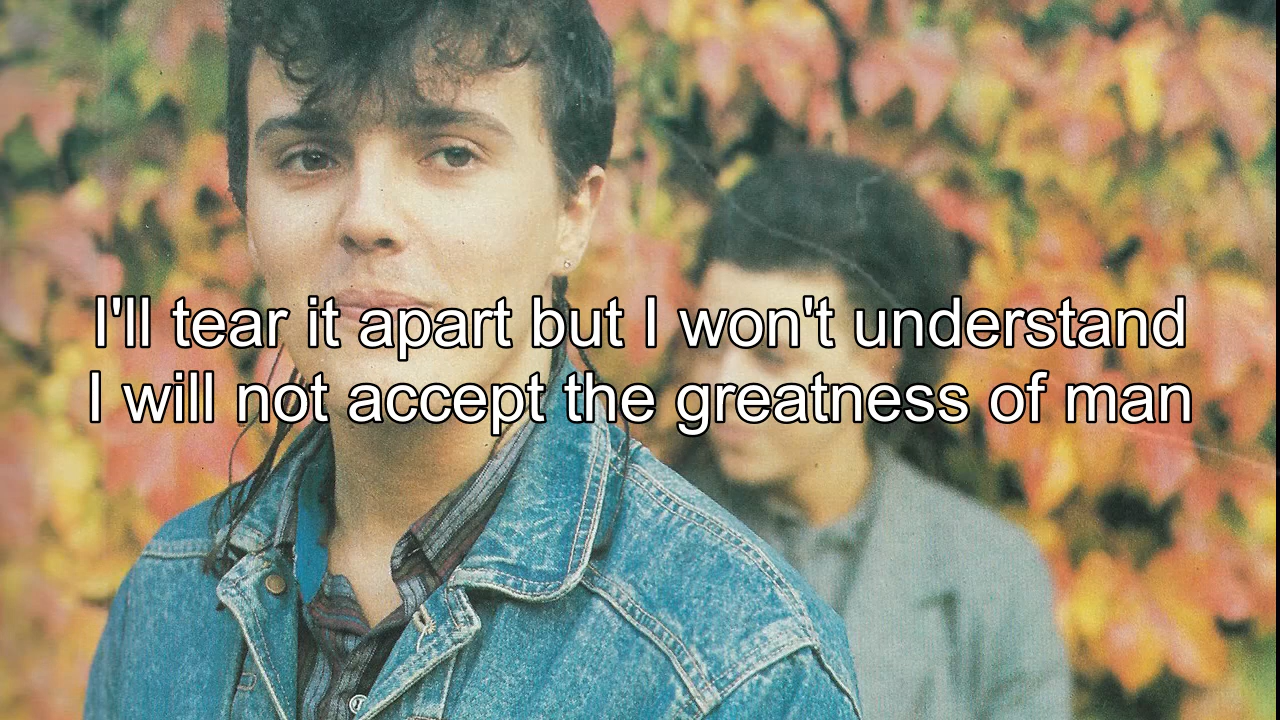 I'll tear it apart but I won't understand
I will not accept the greatness of man